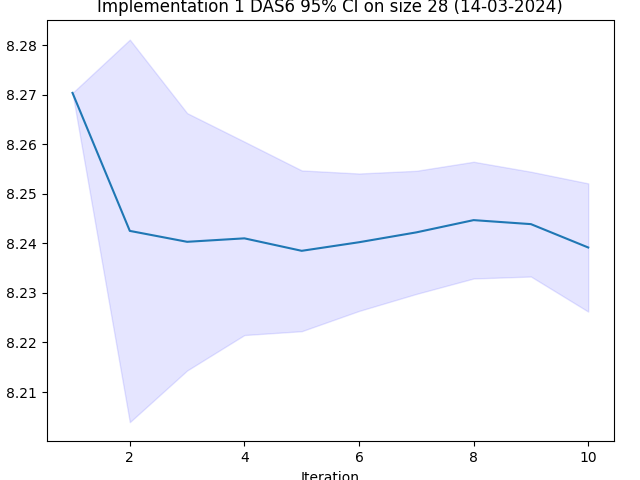 Implementation 1 DAS6 95% CI on size 28 (14-03-2024)
8.28
8.27
8.26
8.25
8.24
8.23
8.22
8.21
2 4 6 8 10
Iteration